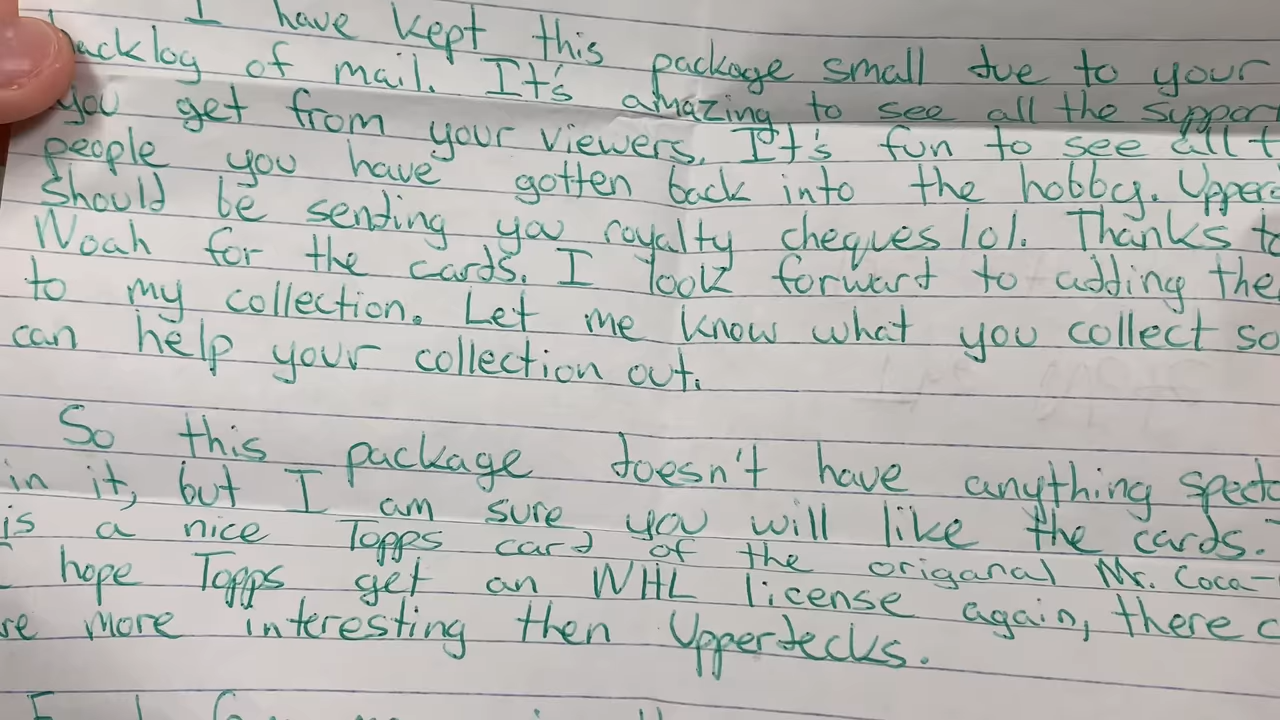 I have kept this package small due to your
backlog of mail. It's amazing to see all the support
you get from your viewers. It's fun to see all t
people you have gotten back into the hobby. Upperd
should be sending you royalty cheques lol. Thanks to
Noah for the cards. I look forward to adding the
to my collection. Let me know what you collect so
can help your collection out.
So this package doesn't have anything specta
in it, but I am sure you will like the cards.
is a nice Topps card of the origanal Mr. Coca-
I hope Topps get an WHL license again, there c
re more interesting then Uppertecks.